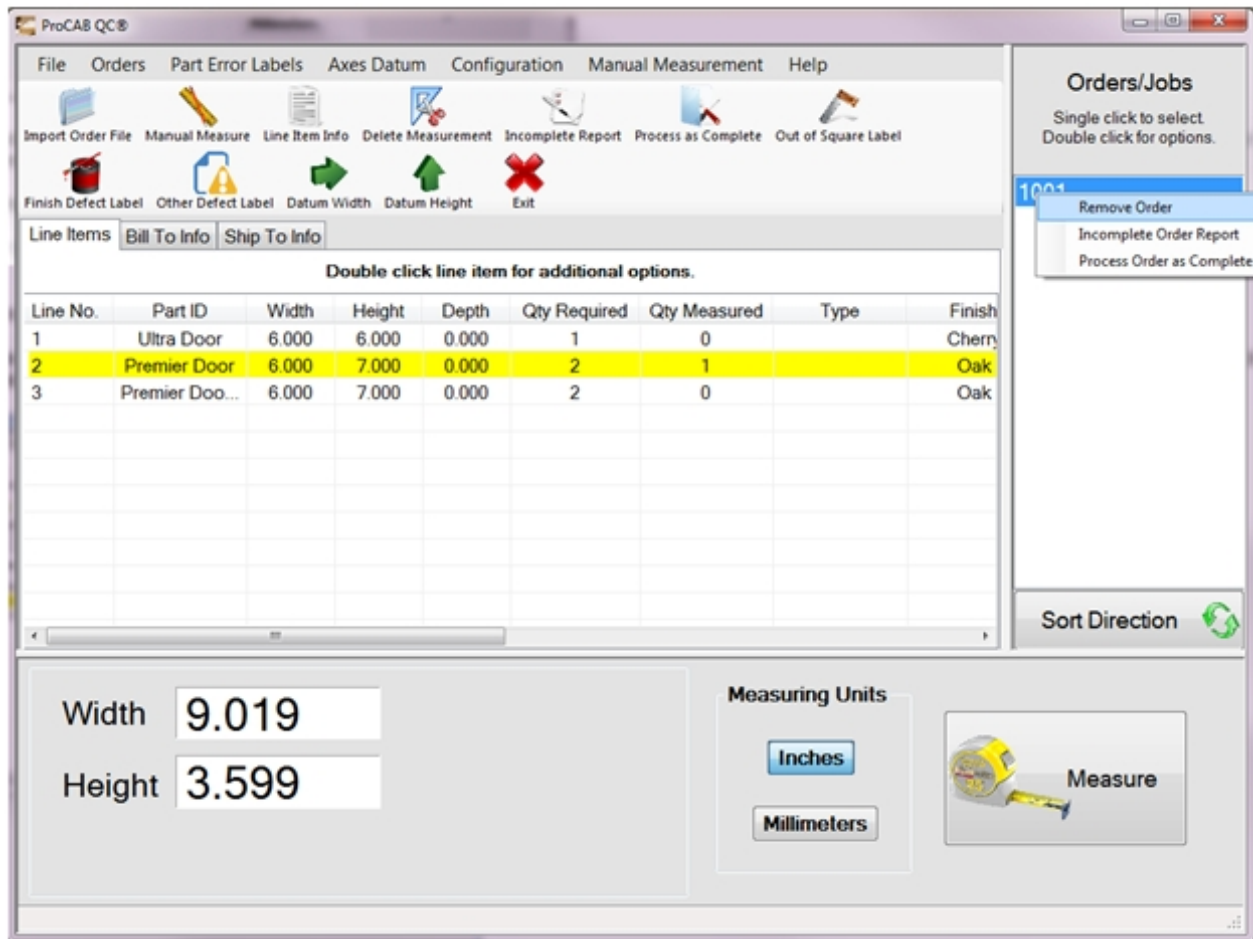 ProCAB QC®
File Orders Part Error Labels Axes Datum Configuration Manual Measurement Help
Import Order File Manual Measure Line Item Info Delete Measurement Incomplete Report Process as Complete Out of Square Label
Finish Defect Label Other Defect Label Datum Width Datum Height Exit
Line Items Bill To Info Ship To Info
Double click line item for additional options.
Line No. Part ID Width Height Depth Qty Required Qty Measured Type Finish
1 Ultra Door 6.000 6.000 0.000 1 0 Cherry
2 Premier Door 6.000 7.000 0.000 2 1 Oak
3 Premier Doo... 6.000 7.000 0.000 2 0 Oak
Orders/Jobs
Single click to select.
Double click for options.
1001
Remove Order
Incomplete Order Report
Process Order as Complete
Sort Direction
Width 9.019
Height 3.599
Measuring Units
Inches
Millimeters
Measure